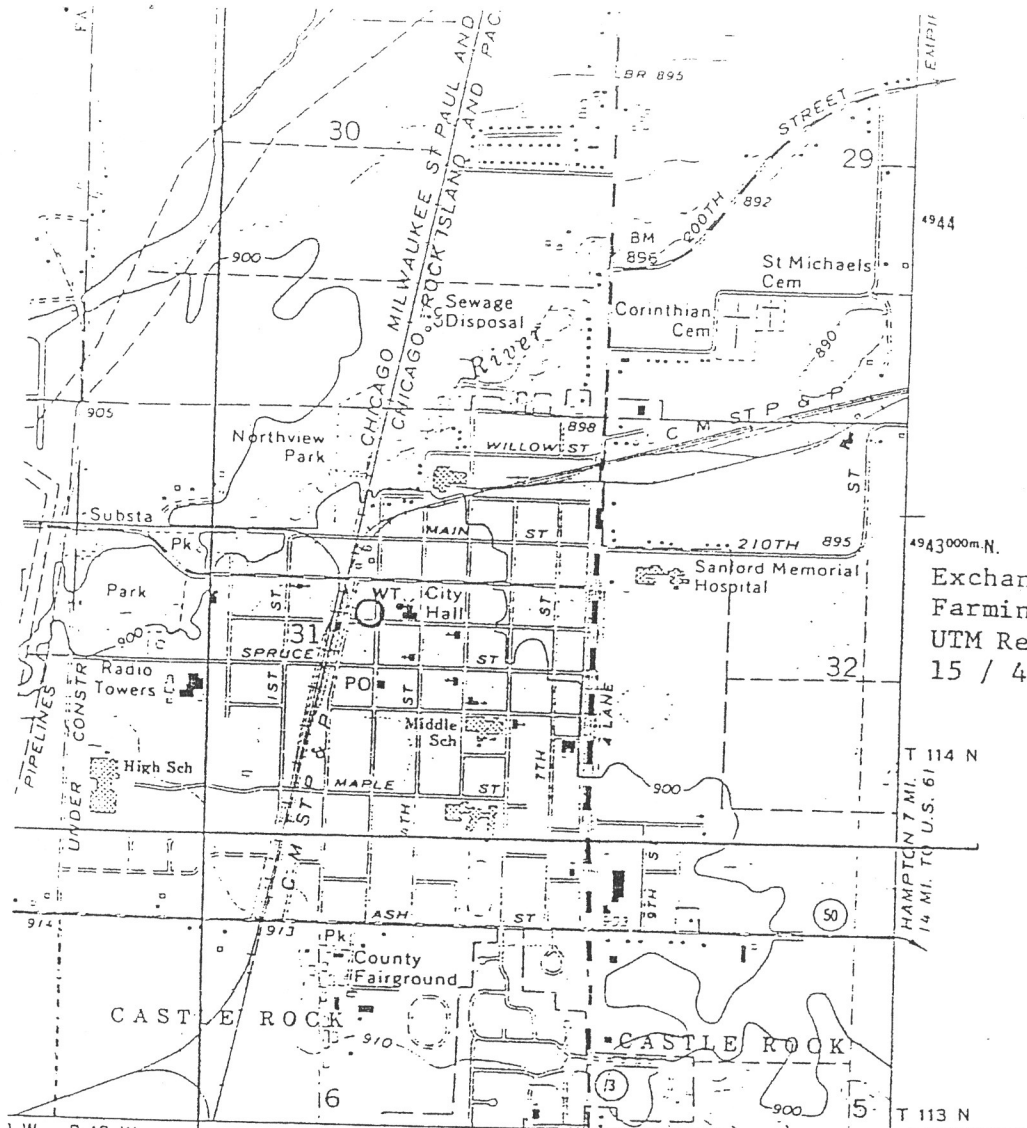 FA
CHICAGO MILWAUKEE ST PAUL AND PAC
CHICAGO ROCK ISLAND AND PAC
BR 895
STREET
EMPI
30
29
200TH
892
4944
BM
896
900
St Michaels
Cem
Sewage
Disposal
Corinthian
Cem
River
890
905
Northview
Park
898
WILLOW ST
C M ST P & P
Substa
Pk
MAIN ST
210TH
895
ST
4943000m.N.
Sanford Memorial
Hospital
Exchan
Farmin
UTM Re
15 / 4
Park
ST
WT
City
Hall
ST
900
31
SPRUCE
ST
32
Radio
Towers
1ST
PO
ST
4 LANE
PIPELINES
UNDER CONSTR
Middle
Sch
High Sch
7TH
T 114 N
MAPLE
ST
900
C M ST P & P
4TH
9TH S
HAMPTON 7 MI.
14 MI. TO U.S. 61
914
913
ASH
ST
50
Pk
County
Fairground
CASTLE ROCK
910
CASTLE ROCK
13
6
900
5
T 113 N